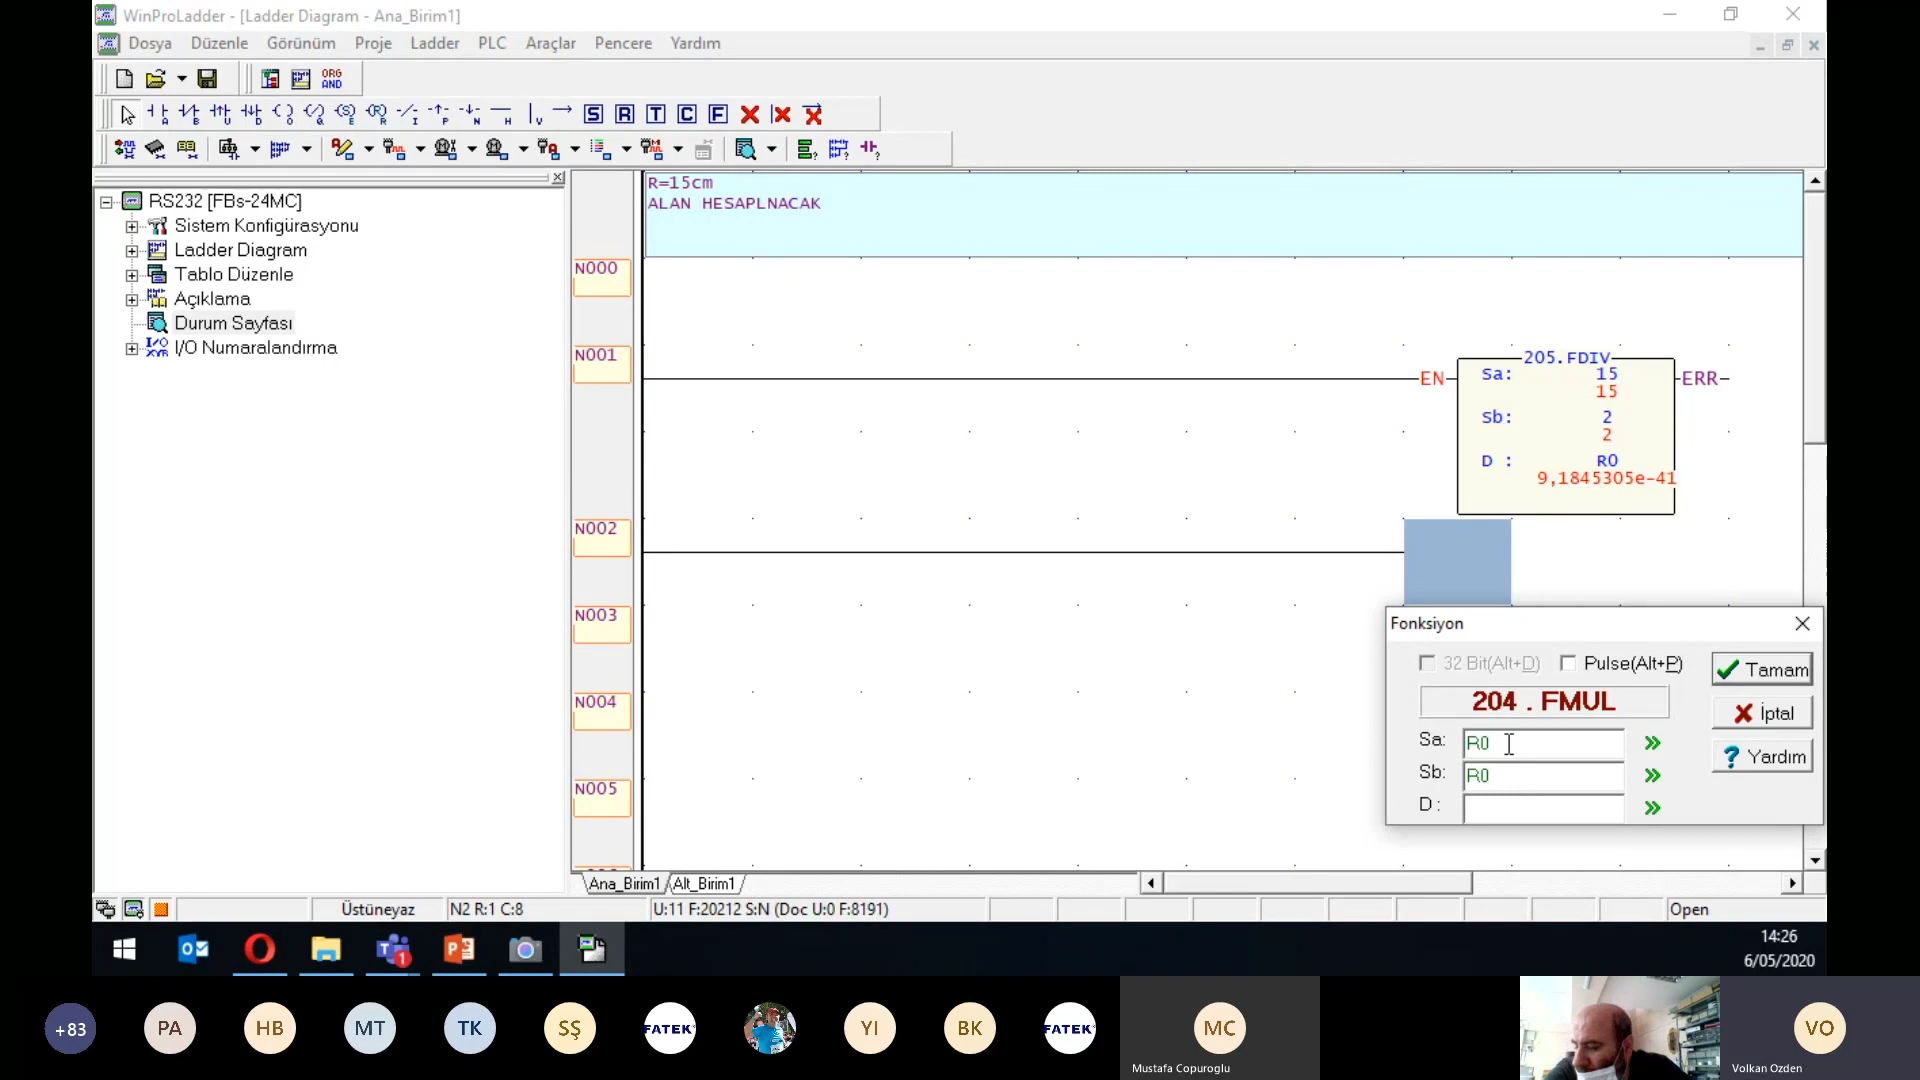 WinProLadder - [Ladder Diagram - Ana_Birim1]
Dosya Düzenle Görünüm Proje Ladder PLC Araçlar Pencere Yardım
ORG
AND
A B U D O Q E R I P N H V S R T C F
RS232 [FBs-24MC]
Sistem Konfigürasyonu
Ladder Diagram
Tablo Düzenle
Açıklama
Durum Sayfası
I/O Numaralandırma
R=15cm
ALAN HESAPLNACAK
N000
N001
EN
205.FDIV
Sa: 15
15
Sb: 2
2
D : R0
9,1845305e-41
ERR
N002
N003
N004
N005
Fonksiyon
32 Bit(Alt+D) Pulse(Alt+P)
204 . FMUL
Sa: R0
Sb: R0
D :
Tamam
İptal
Yardım
Ana_Birim1 Alt_Birim1
Üstüneyaz N2 R:1 C:8 U:11 F:20212 S:N (Doc U:0 F:8191) Open
14:26
6/05/2020
+83 PA HB MT TK SŞ FATEK YI BK FATEK MC VO
Mustafa Copuroglu
Volkan Ozden